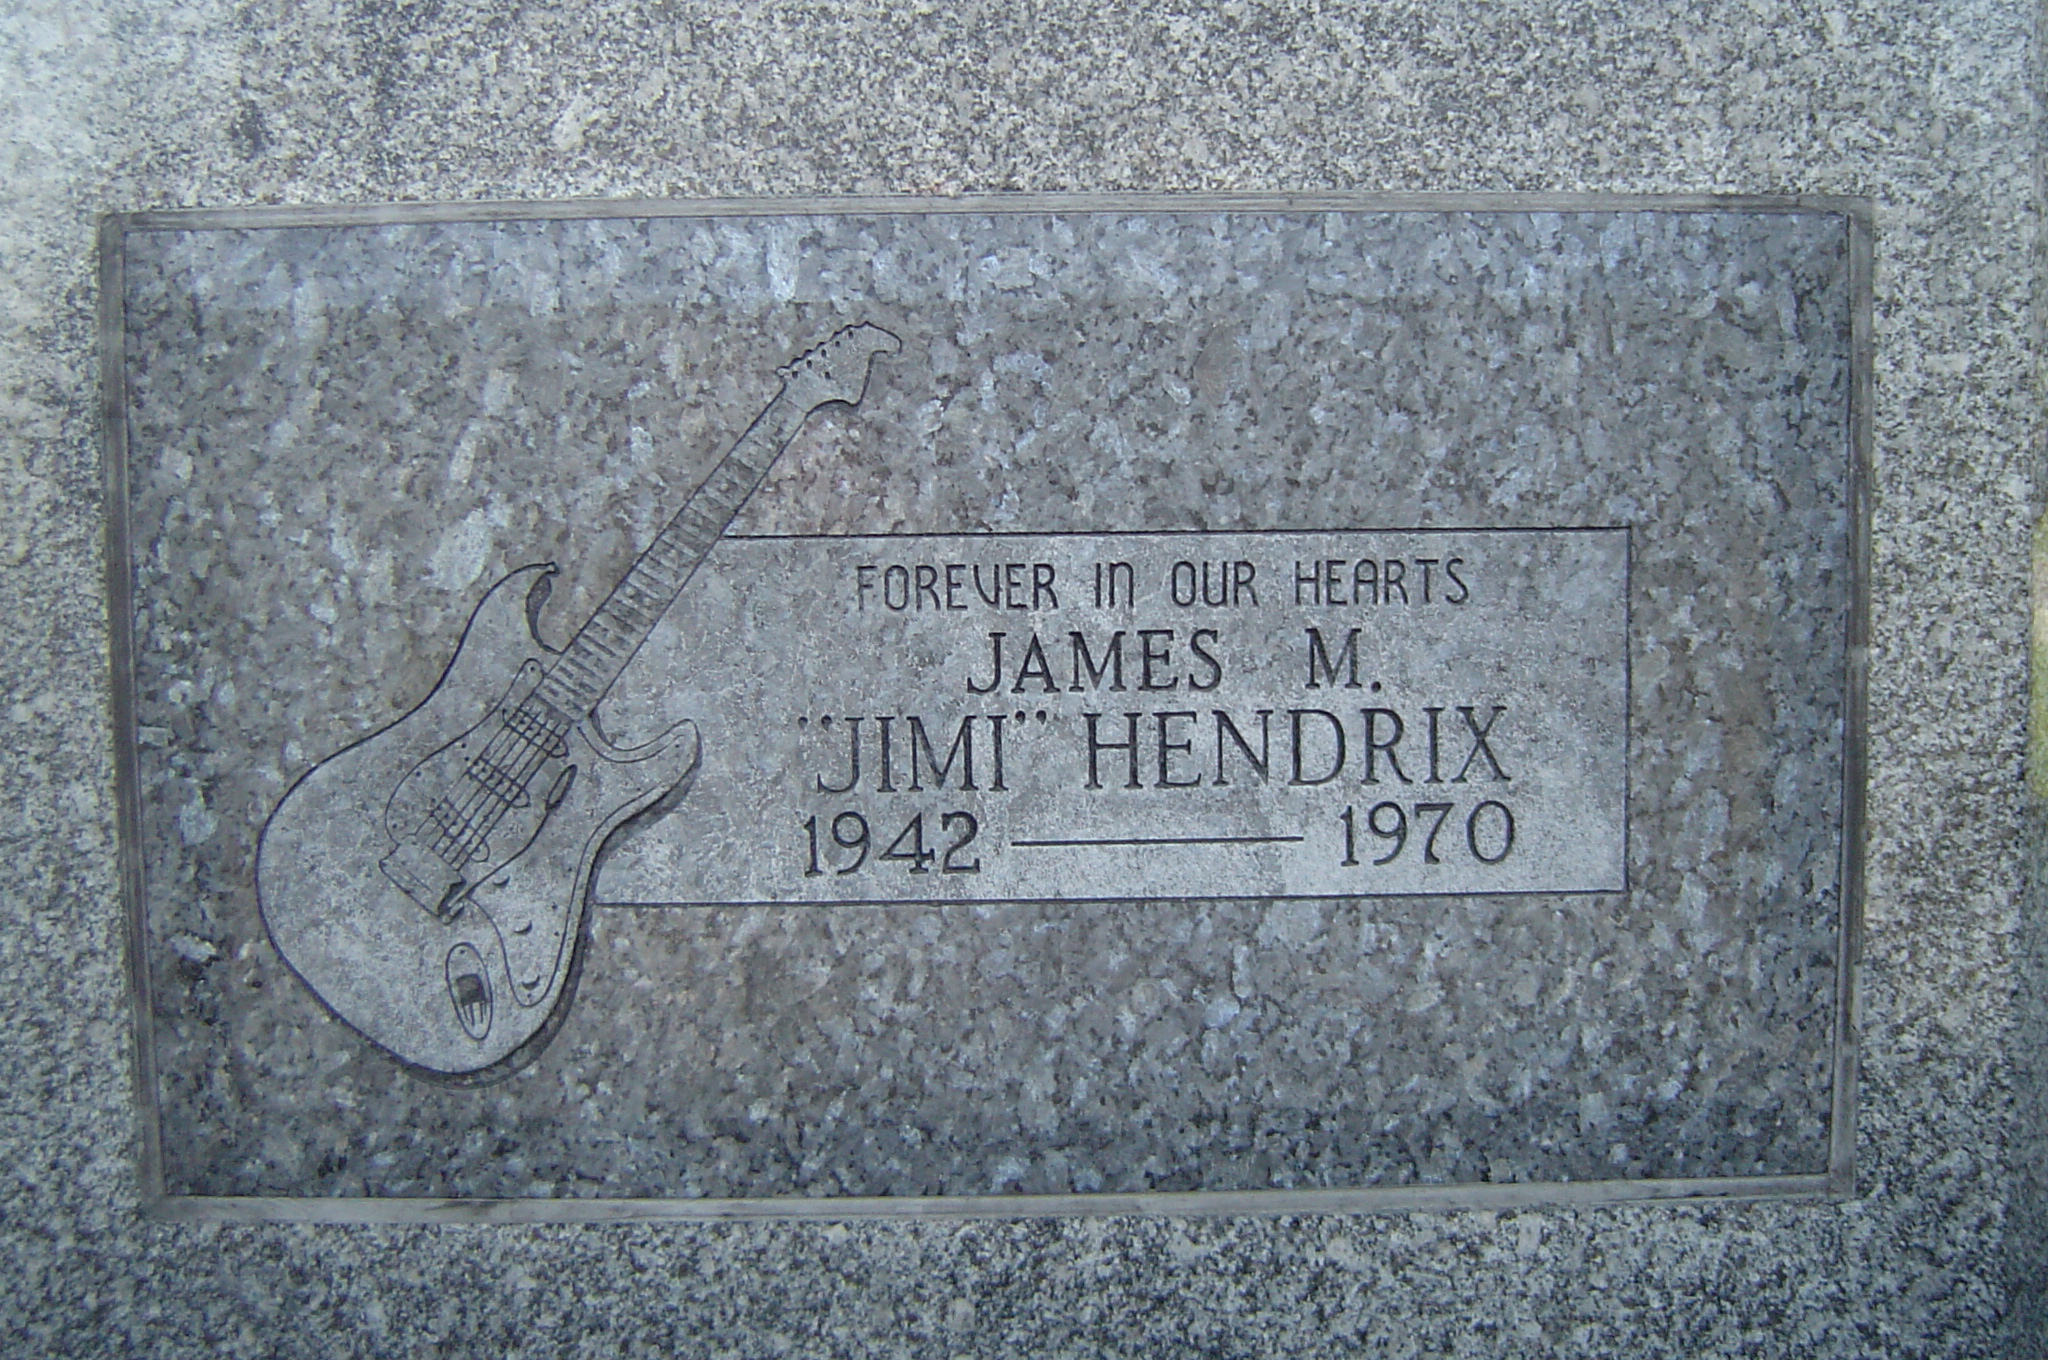 FOREVER IN OUR HEARTS
JAMES M.
"JIMI" HENDRIX
1942 — 1970